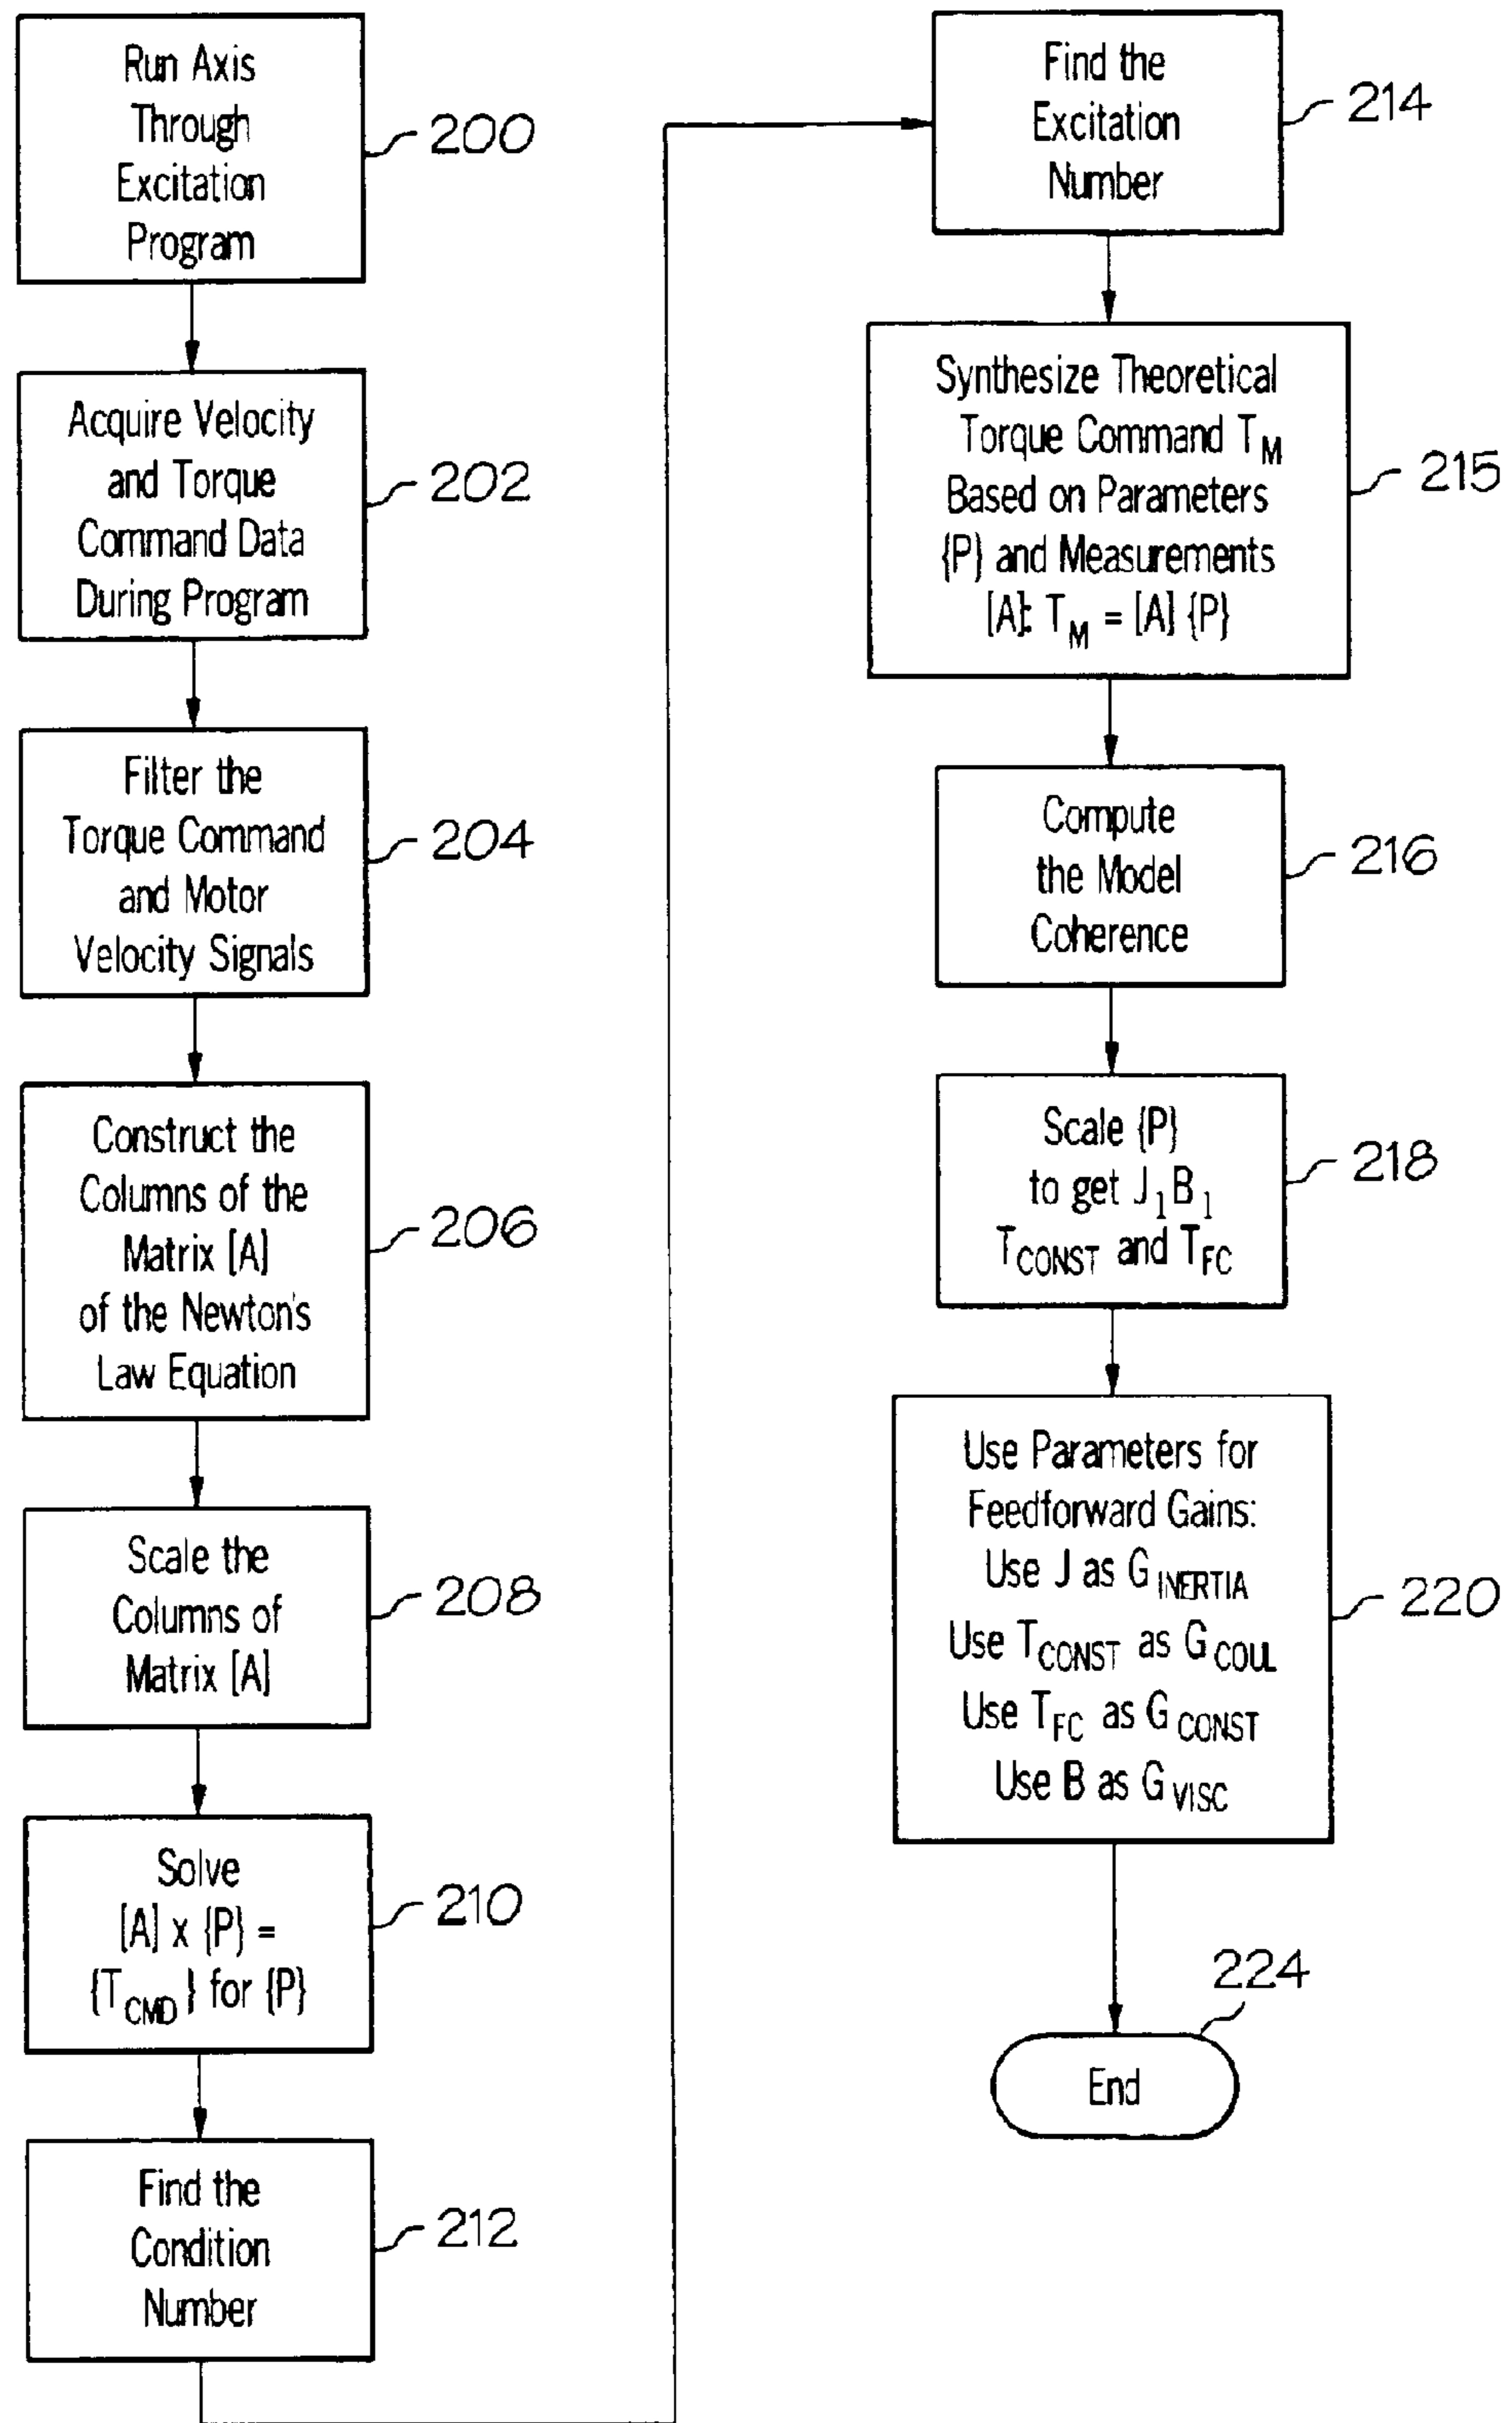 Run Axis
Through
Excitation
Program
200
Acquire Velocity
and Torque
Command Data
During Program
202
Filter the
Torque Command
and Motor
Velocity Signals
204
Construct the
Columns of the
Matrix [A]
of the Newton's
Law Equation
206
Scale the
Columns of
Matrix [A]
208
Solve
[A] x {P} =
{T_CMD} for {P}
210
Find the
Condition
Number
212
Find the
Excitation
Number
214
Synthesize Theoretical
Torque Command T_M
Based on Parameters
{P} and Measurements
[A]: T_M = [A] {P}
215
Compute
the Model
Coherence
216
Scale {P}
to get J_1 B_1
T_CONST and T_FC
218
Use Parameters for
Feedforward Gains:
Use J as G_INERTIA
Use T_CONST as G_COUL
Use T_FC as G_CONST
Use B as G_VISC
220
224
End